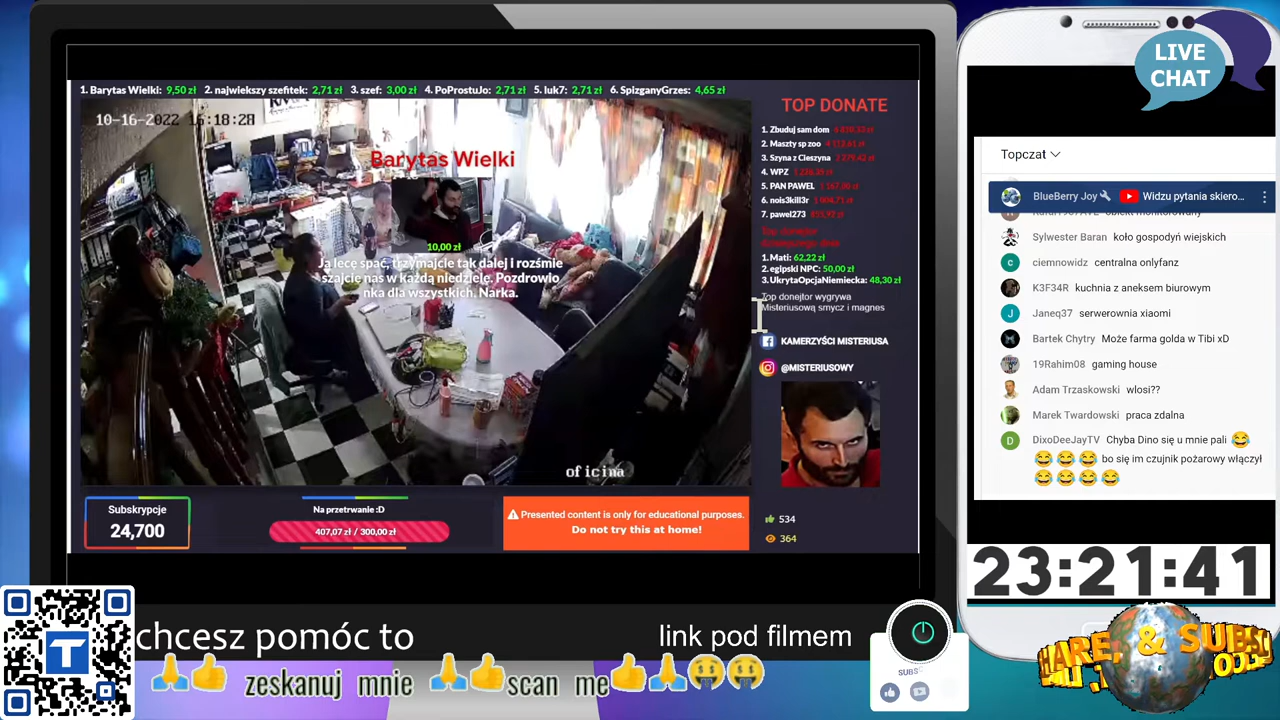 1. Barytas Wielki: 9,50 zł 2. najwiekszy szefitek: 2,71 zł 3. szef: 3,00 zł 4. PoProstuJo: 2,71 zł 5. luk7: 2,71 zł 6. SpizganyGrzes: 4,65 zł
10-16-2022 16:18:28
Barytas Wielki
10,00 zł
Ja lecę spać, trzymajcie tak dalej i rozśmie
szajcie nas w każdą niedzielę. Pozdrowio
nka dla wszystkich. Narka.
oficina
TOP DONATE
1. Zbuduj sam dom
2. Maszty sp zoo
3. Szyna z Cieszyna
4. WPZ
5. PAN PAWEL
6. nois3kill3r
7. pawel273
1. Mati: 62,22 zł
2. egipski NPC: 50,00 zł
3. UkrytaOpcjaNiemiecka: 48,30 zł
Top donejtor wygrywa
Misteriusową smycz i magnes
KAMERZYŚCI MISTERIUSA
@MISTERIUSOWY
534
364
Subskrypcje
24,700
Na przetrwanie :D
407,07 zł / 300,00 zł
Presented content is only for educational purposes.
Do not try this at home!
LIVE
CHAT
Topczat
BlueBerry Joy Widzu pytania skiero...
obiekt monitorowany
Sylwester Baran koło gospodyń wiejskich
ciemnowidz centralna onlyfanz
K3F34R kuchnia z aneksem biurowym
Janeq37 serwerownia xiaomi
Bartek Chytry Może farma golda w Tibi xD
19Rahim08 gaming house
Adam Trzaskowski wlosi??
Marek Twardowski praca zdalna
DixoDeeJayTV Chyba Dino się u mnie pali 😂
😂😂😂 bo się im czujnik pożarowy włączył
😂😂😂😂
23:21:41
T
chcesz pomóc to
link pod filmem
🙏👍 zeskanuj mnie 🙏👍 scan me 👍🙏🤑🤑
SUBS
HARE, & SUBSC